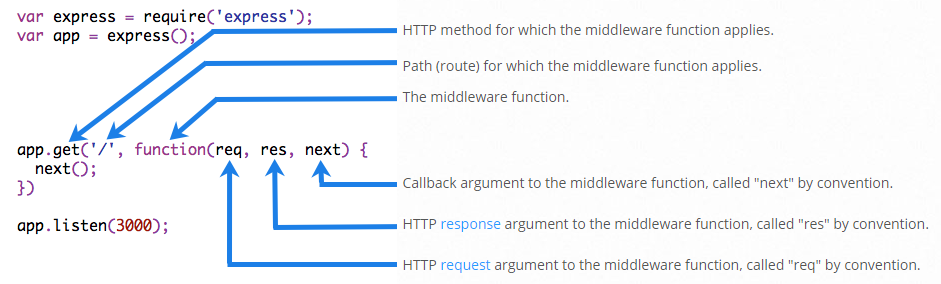 var express = require('express');
var app = express();
HTTP method for which the middleware function applies.
Path (route) for which the middleware function applies.
The middleware function.
app.get('/', function(req, res, next) {
next();
})
Callback argument to the middleware function, called "next" by convention.
app.listen(3000);
HTTP response argument to the middleware function, called "res" by convention.
HTTP request argument to the middleware function, called "req" by convention.